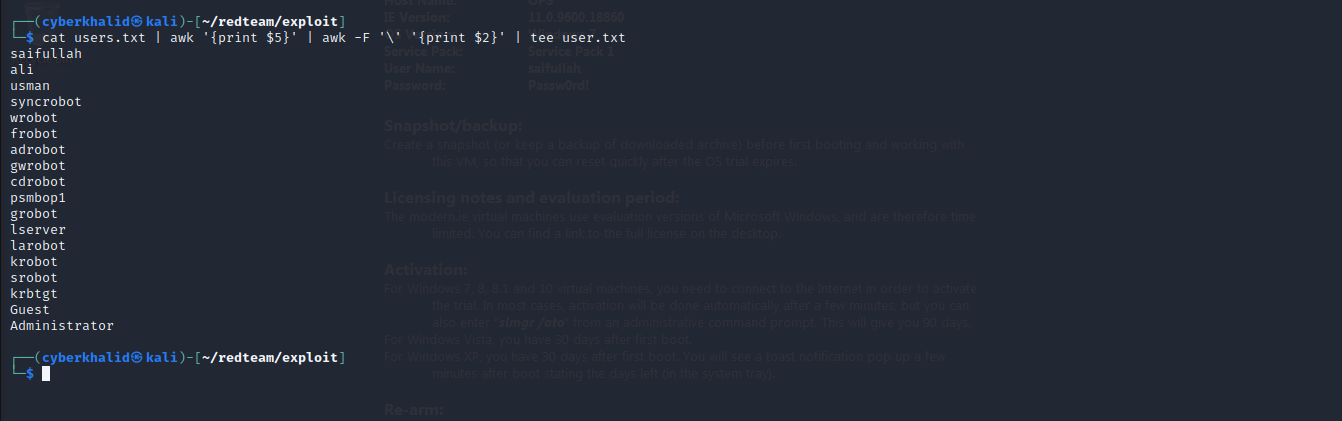 ┌──(cyberkhalid㉿kali)-[~/redteam/exploit]
└─$ cat users.txt | awk '{print $5}' | awk -F '\' '{print $2}' | tee user.txt
saifullah
ali
usman
syncrobot
wrobot
frobot
adrobot
gwrobot
cdrobot
psmbop1
grobot
lserver
larobot
krobot
srobot
krbtgt
Guest
Administrator
┌──(cyberkhalid㉿kali)-[~/redteam/exploit]
└─$
Host Name: OPS
IE Version: 11.0.9600.18860
Service Pack: Service Pack 1
User Name: saifullah
Password: Passw0rd!
Snapshot/backup:
Create a snapshot (or keep a backup of downloaded archive) before first booting and working with
this VM, so that you can reset quickly after the OS trial expires.
Licensing notes and evaluation period:
The modern.ie virtual machines use evaluation versions of Microsoft Windows, and are therefore time
limited. You can find a link to the full license on the desktop.
Activation:
For Windows 7, 8, 8.1 and 10 virtual machines, you need to connect to the Internet in order to activate
the trial. In most cases, activation will be done automatically after a few minutes, but you can
also enter "slmgr /ato" from an administrative command prompt. This will give you 90 days.
For Windows Vista, you have 30 days after first boot.
For Windows XP, you have 30 days after first boot. You will see a toast notification pop up a few
minutes after boot stating the days left (in the system tray).
Re-arm: